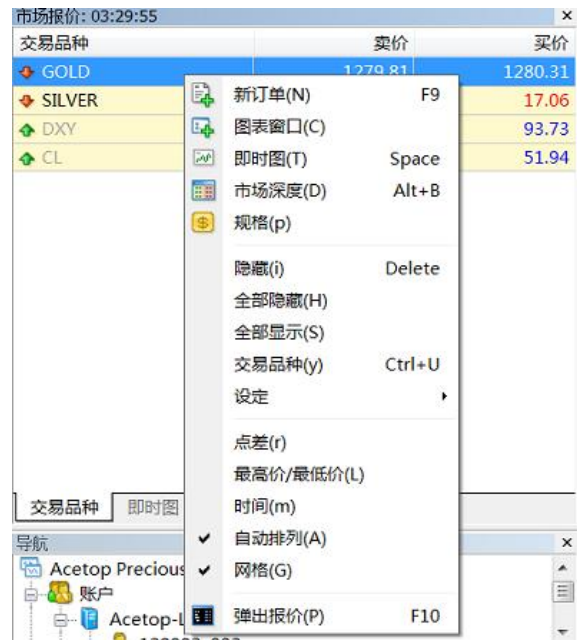 市场报价: 03:29:55
交易品种 卖价 买价
GOLD 1279.81 1280.31
SILVER 17.06
DXY 93.73
CL 51.94
新订单(N) F9
图表窗口(C)
即时图(T) Space
市场深度(D) Alt+B
规格(p)
隐藏(i) Delete
全部隐藏(H)
全部显示(S)
交易品种(y) Ctrl+U
设定
点差(r)
最高价/最低价(L)
时间(m)
自动排列(A)
网格(G)
弹出报价(P) F10
交易品种 即时图
导航
Acetop Precious
账户
Acetop-L